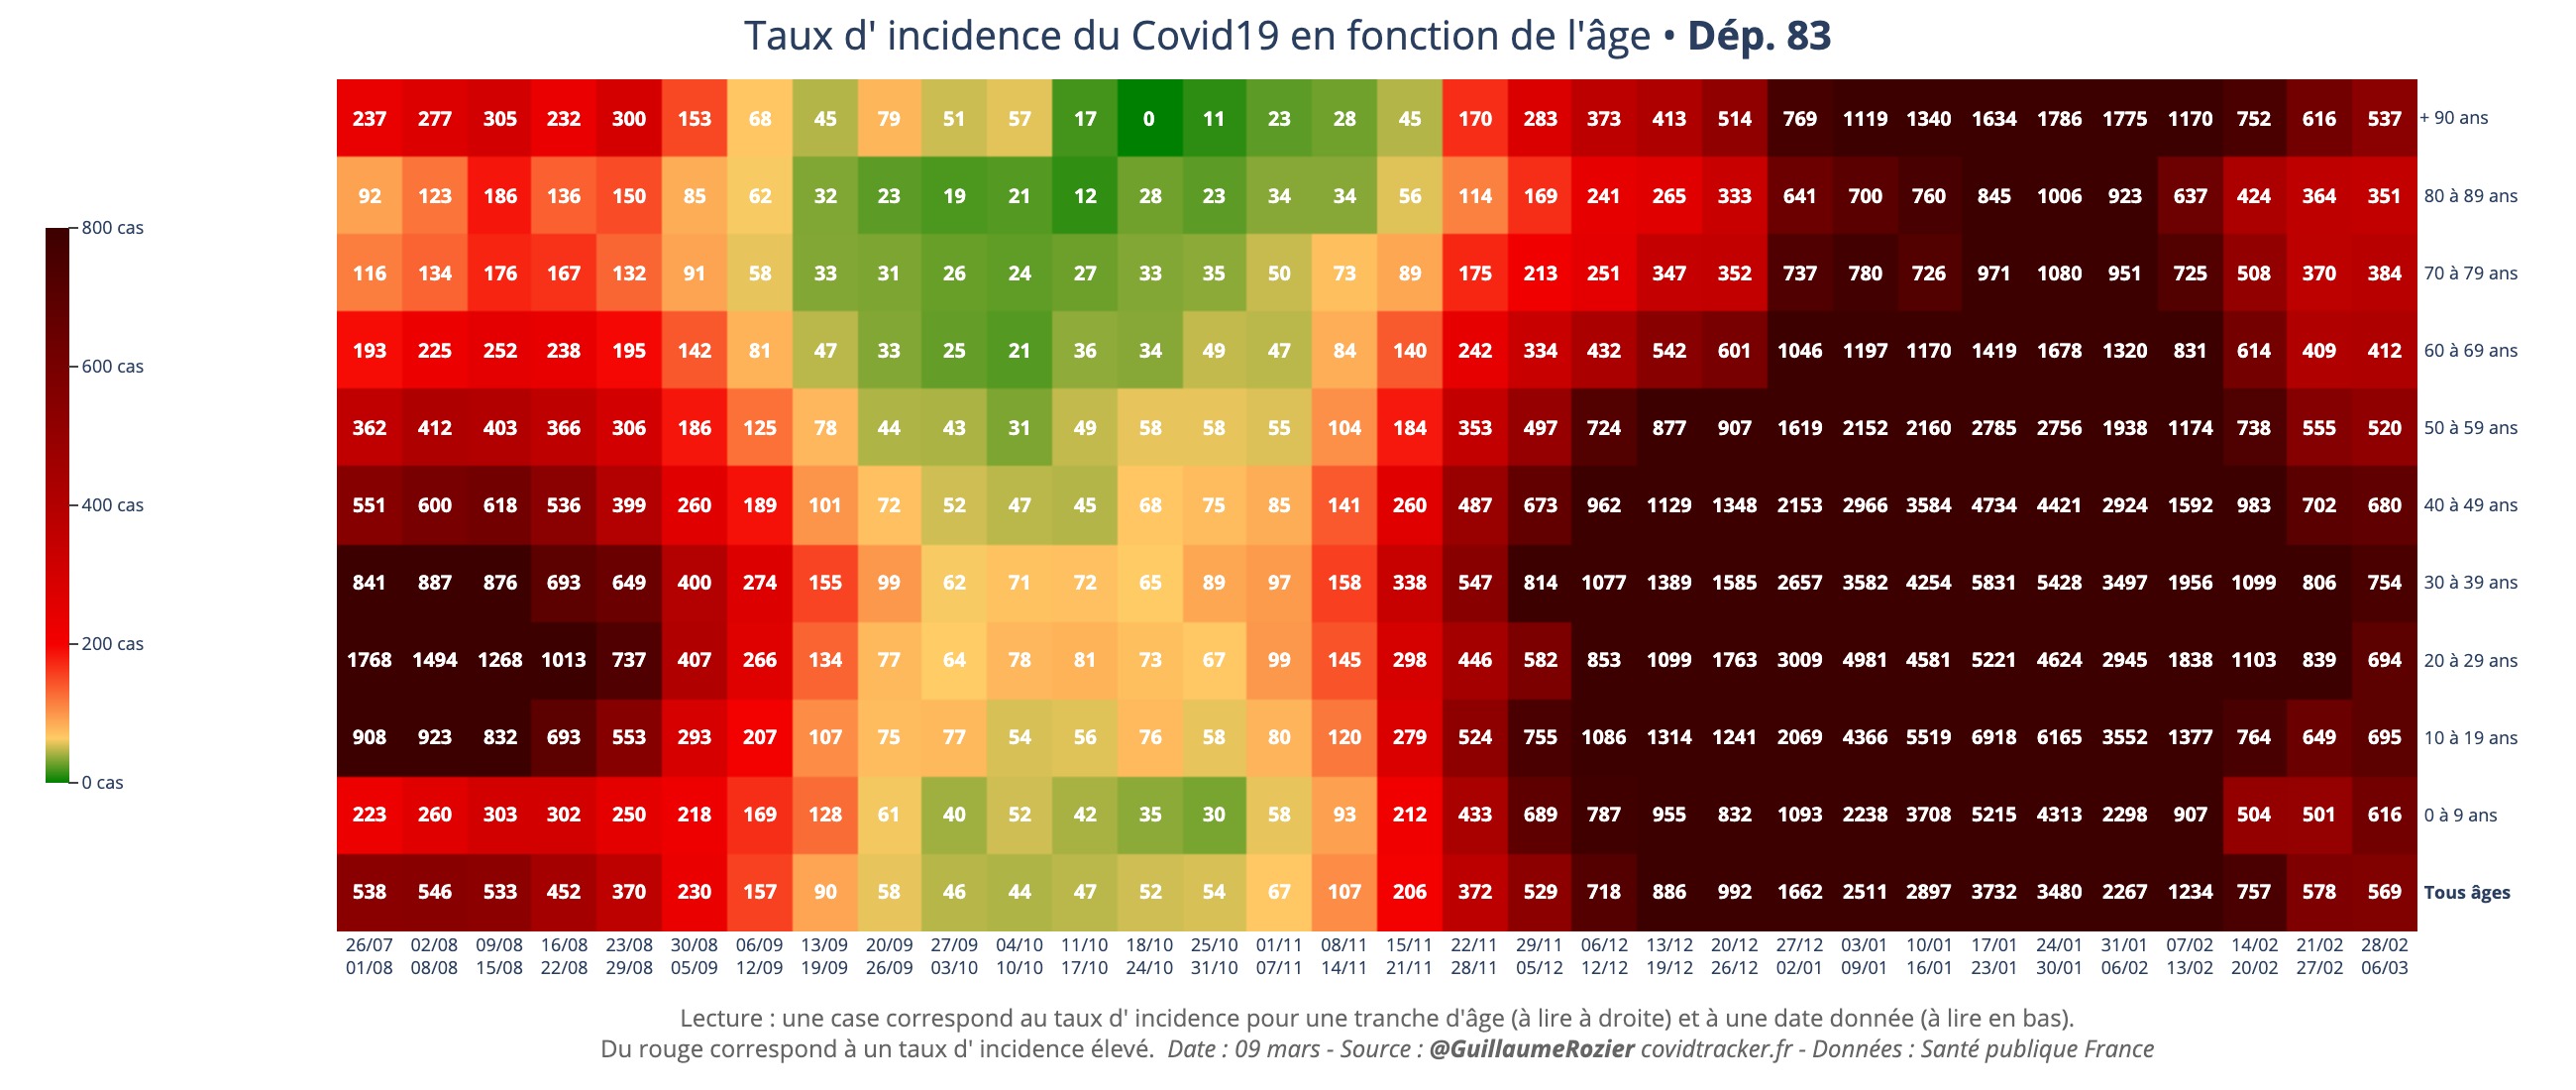 Taux d' incidence du Covid19 en fonction de l'âge • Dép. 83
800 cas
600 cas
400 cas
200 cas
0 cas
237 277 305 232 300 153 68 45 79 51 57 17 0 11 23 28 45 170 283 373 413 514 769 1119 1340 1634 1786 1775 1170 752 616 537 + 90 ans
92 123 186 136 150 85 62 32 23 19 21 12 28 23 34 34 56 114 169 241 265 333 641 700 760 845 1006 923 637 424 364 351 80 à 89 ans
116 134 176 167 132 91 58 33 31 26 24 27 33 35 50 73 89 175 213 251 347 352 737 780 726 971 1080 951 725 508 370 384 70 à 79 ans
193 225 252 238 195 142 81 47 33 25 21 36 34 49 47 84 140 242 334 432 542 601 1046 1197 1170 1419 1678 1320 831 614 409 412 60 à 69 ans
362 412 403 366 306 186 125 78 44 43 31 49 58 58 55 104 184 353 497 724 877 907 1619 2152 2160 2785 2756 1938 1174 738 555 520 50 à 59 ans
551 600 618 536 399 260 189 101 72 52 47 45 68 75 85 141 260 487 673 962 1129 1348 2153 2966 3584 4734 4421 2924 1592 983 702 680 40 à 49 ans
841 887 876 693 649 400 274 155 99 62 71 72 65 89 97 158 338 547 814 1077 1389 1585 2657 3582 4254 5831 5428 3497 1956 1099 806 754 30 à 39 ans
1768 1494 1268 1013 737 407 266 134 77 64 78 81 73 67 99 145 298 446 582 853 1099 1763 3009 4981 4581 5221 4624 2945 1838 1103 839 694 20 à 29 ans
908 923 832 693 553 293 207 107 75 77 54 56 76 58 80 120 279 524 755 1086 1314 1241 2069 4366 5519 6918 6165 3552 1377 764 649 695 10 à 19 ans
223 260 303 302 250 218 169 128 61 40 52 42 35 30 58 93 212 433 689 787 955 832 1093 2238 3708 5215 4313 2298 907 504 501 616 0 à 9 ans
538 546 533 452 370 230 157 90 58 46 44 47 52 54 67 107 206 372 529 718 886 992 1662 2511 2897 3732 3480 2267 1234 757 578 569 Tous âges
26/07 02/08 09/08 16/08 23/08 30/08 06/09 13/09 20/09 27/09 04/10 11/10 18/10 25/10 01/11 08/11 15/11 22/11 29/11 06/12 13/12 20/12 27/12 03/01 10/01 17/01 24/01 31/01 07/02 14/02 21/02 28/02
01/08 08/08 15/08 22/08 29/08 05/09 12/09 19/09 26/09 03/10 10/10 17/10 24/10 31/10 07/11 14/11 21/11 28/11 05/12 12/12 19/12 26/12 02/01 09/01 16/01 23/01 30/01 06/02 13/02 20/02 27/02 06/03
Lecture : une case correspond au taux d' incidence pour une tranche d'âge (à lire à droite) et à une date donnée (à lire en bas).
Du rouge correspond à un taux d' incidence élevé. Date : 09 mars - Source : @GuillaumeRozier covidtracker.fr - Données : Santé publique France